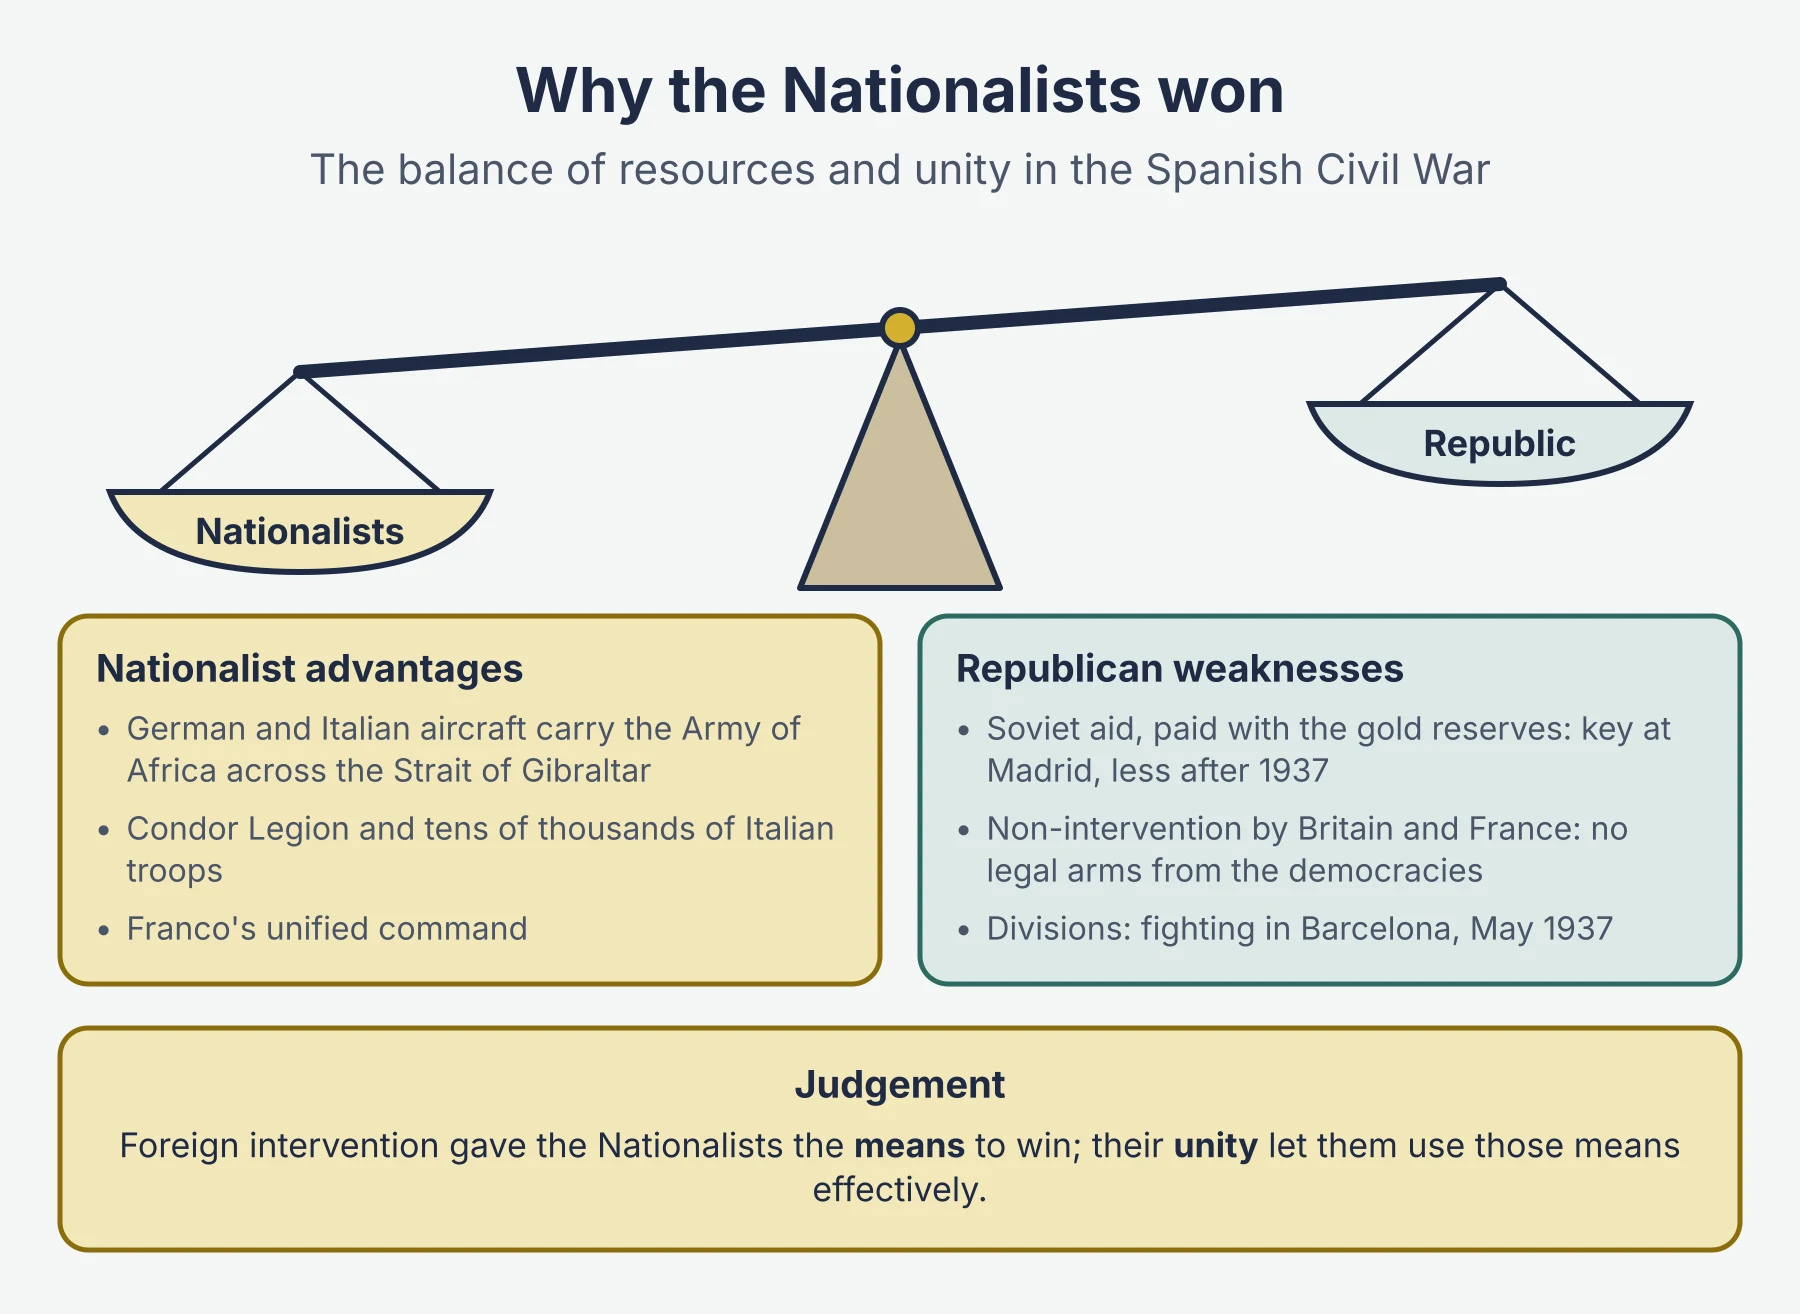 Why the Nationalists won
The balance of resources and unity in the Spanish Civil War
Nationalists
Republic
Nationalist advantages
• German and Italian aircraft carry the Army of
Africa across the Strait of Gibraltar
• Condor Legion and tens of thousands of Italian
troops
• Franco's unified command
Republican weaknesses
• Soviet aid, paid with the gold reserves: key at
Madrid, less after 1937
• Non-intervention by Britain and France: no
legal arms from the democracies
• Divisions: fighting in Barcelona, May 1937
Judgement
Foreign intervention gave the Nationalists the means to win; their unity let them use those means
effectively.